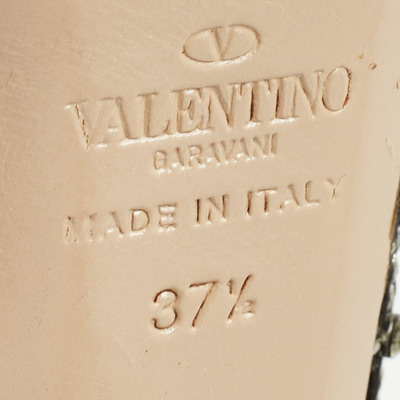 V
VALENTINO
GARAVANI
MADE IN ITALY
37½